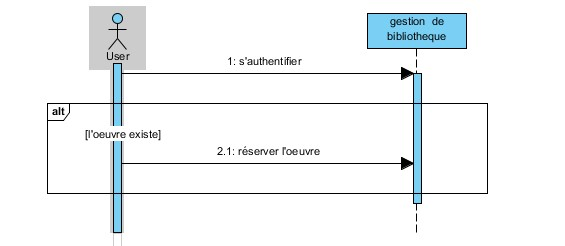 gestion de
bibliotheque
User
1: s'authentifier
alt
[l'oeuvre existe]
2.1: réserver l'oeuvre